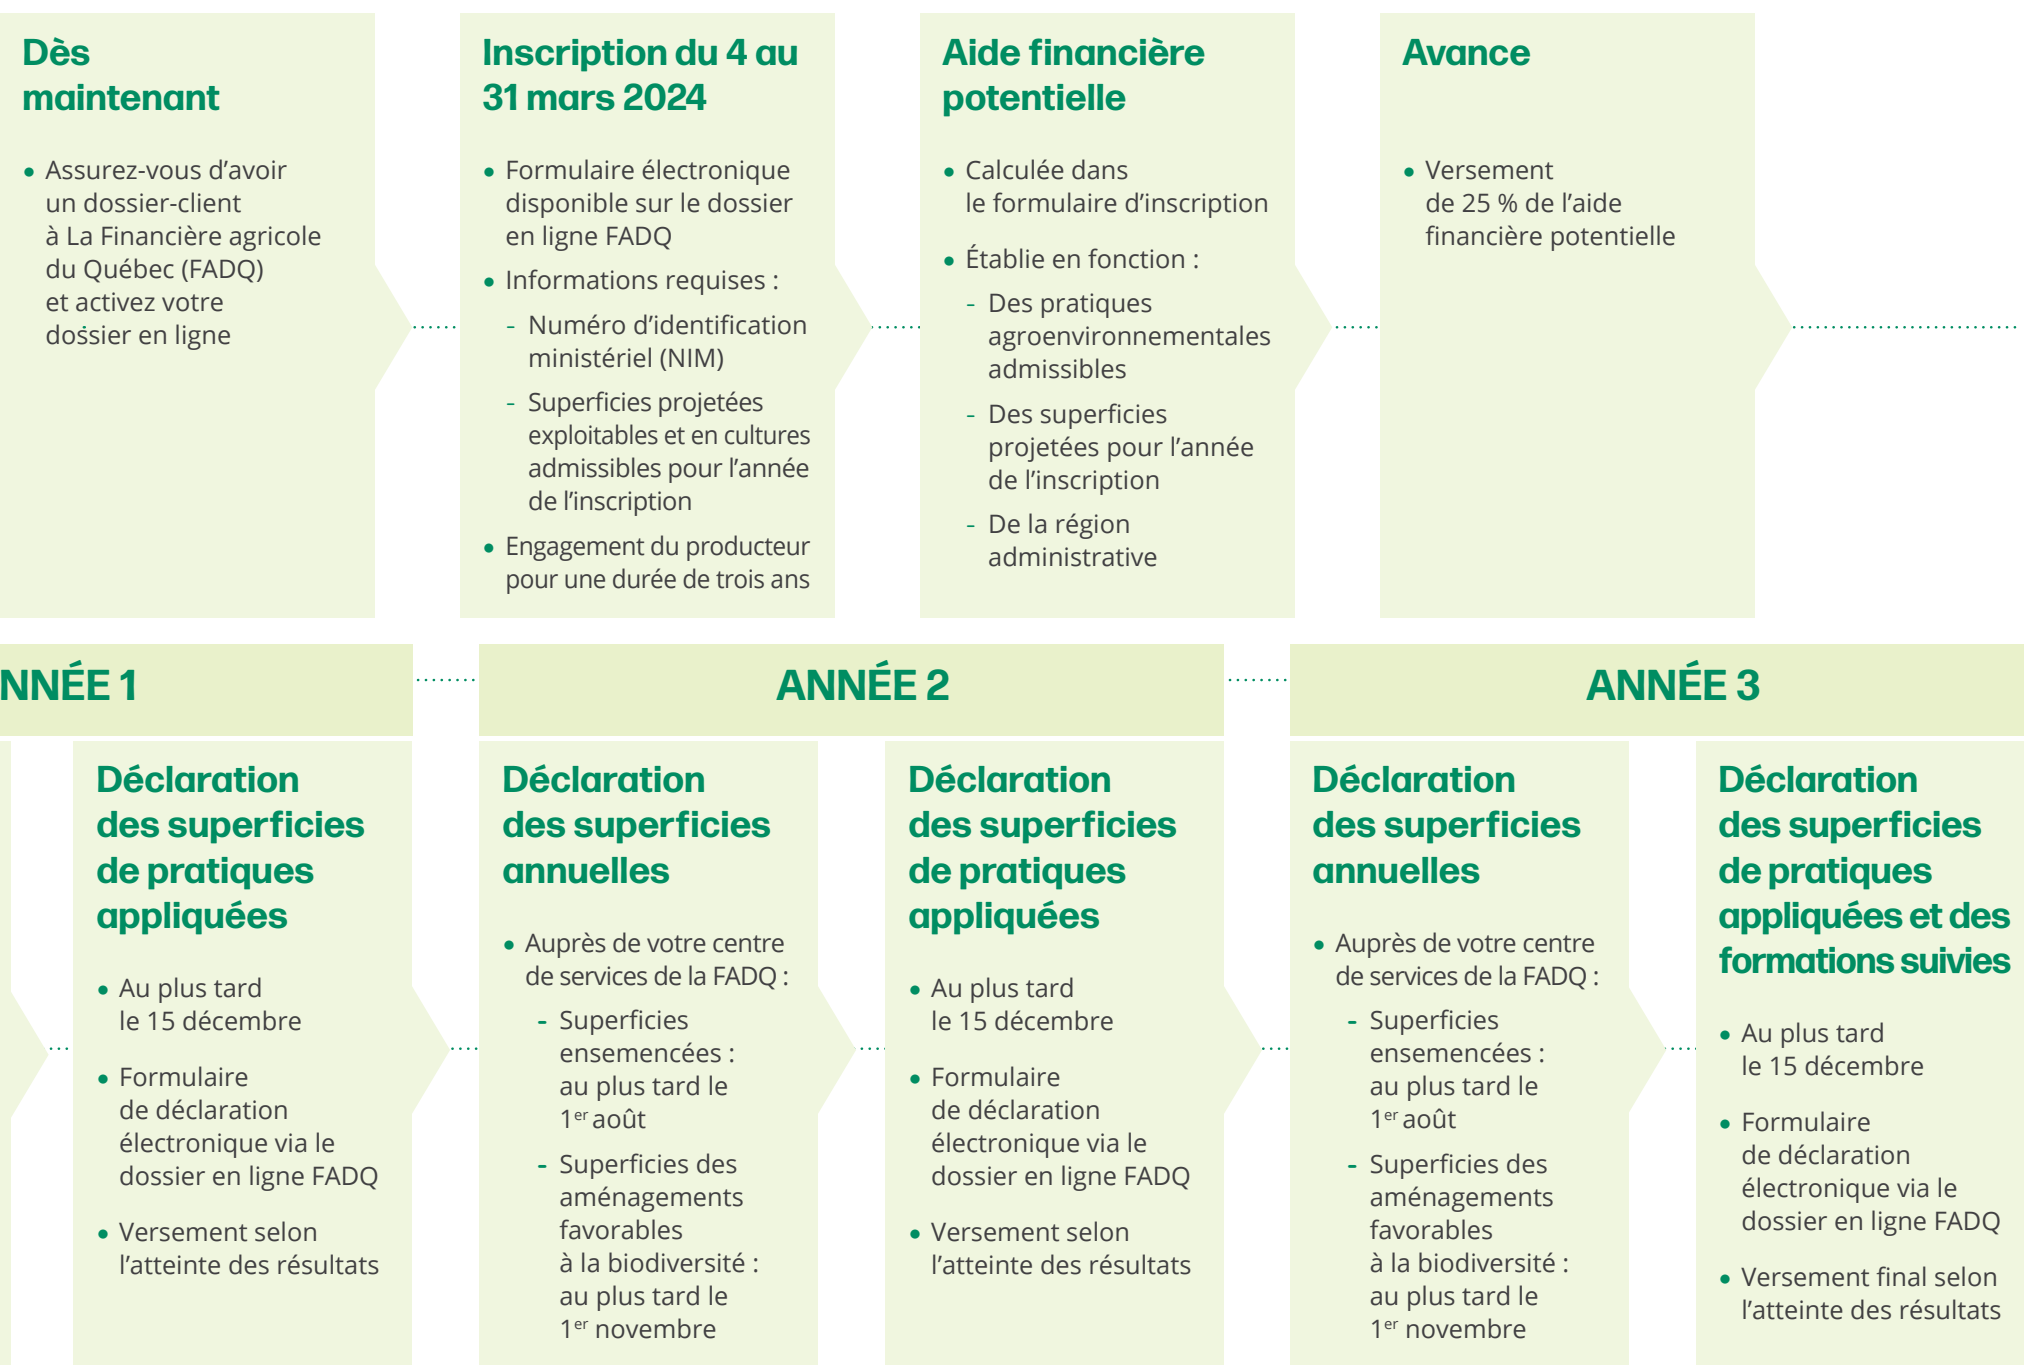 Dès
maintenant
• Assurez-vous d’avoir
un dossier-client
à La Financière agricole
du Québec (FADQ)
et activez votre
dossier en ligne
Inscription du 4 au
31 mars 2024
• Formulaire électronique
disponible sur le dossier
en ligne FADQ
• Informations requises :
- Numéro d’identification
ministériel (NIM)
- Superficies projetées
exploitables et en cultures
admissibles pour l’année
de l’inscription
• Engagement du producteur
pour une durée de trois ans
Aide financière
potentielle
• Calculée dans
le formulaire d’inscription
• Établie en fonction :
- Des pratiques
agroenvironnementales
admissibles
- Des superficies
projetées pour l’année
de l’inscription
- De la région
administrative
Avance
• Versement
de 25 % de l’aide
financière potentielle
NNÉE 1
Déclaration
des superficies
de pratiques
appliquées
• Au plus tard
le 15 décembre
• Formulaire
de déclaration
électronique via le
dossier en ligne FADQ
• Versement selon
l’atteinte des résultats
ANNÉE 2
Déclaration
des superficies
annuelles
• Auprès de votre centre
de services de la FADQ :
- Superficies
ensemencées :
au plus tard le
1er août
- Superficies des
aménagements
favorables
à la biodiversité :
au plus tard le
1er novembre
Déclaration
des superficies
de pratiques
appliquées
• Au plus tard
le 15 décembre
• Formulaire
de déclaration
électronique via le
dossier en ligne FADQ
• Versement selon
l’atteinte des résultats
ANNÉE 3
Déclaration
des superficies
annuelles
• Auprès de votre centre
de services de la FADQ :
- Superficies
ensemencées :
au plus tard le
1er août
- Superficies des
aménagements
favorables
à la biodiversité :
au plus tard le
1er novembre
Déclaration
des superficies
de pratiques
appliquées et des
formations suivies
• Au plus tard
le 15 décembre
• Formulaire
de déclaration
électronique via le
dossier en ligne FADQ
• Versement final selon
l’atteinte des résultats